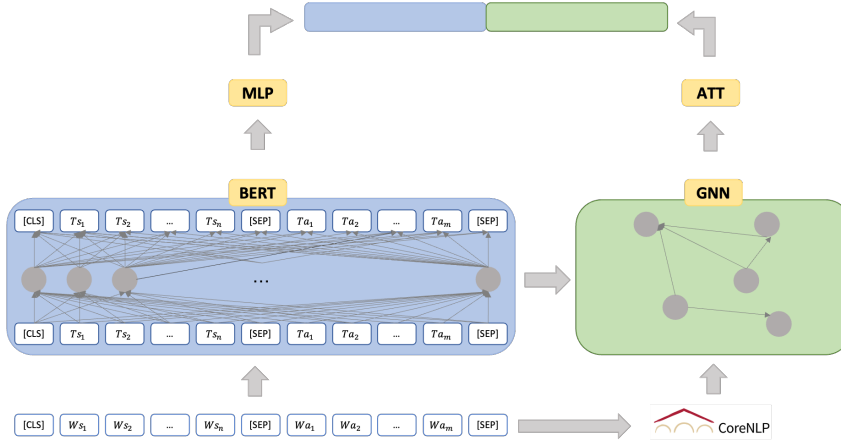 MLP
ATT
BERT
GNN
[CLS] Ts₁ Ts₂ ... Tsₙ [SEP] Ta₁ Ta₂ ... Taₘ [SEP]
...
[CLS] Ts₁ Ts₂ ... Tsₙ [SEP] Ta₁ Ta₂ ... Taₘ [SEP]
[CLS] Ws₁ Ws₂ ... Wsₙ [SEP] Wa₁ Wa₂ ... Waₘ [SEP]
CoreNLP